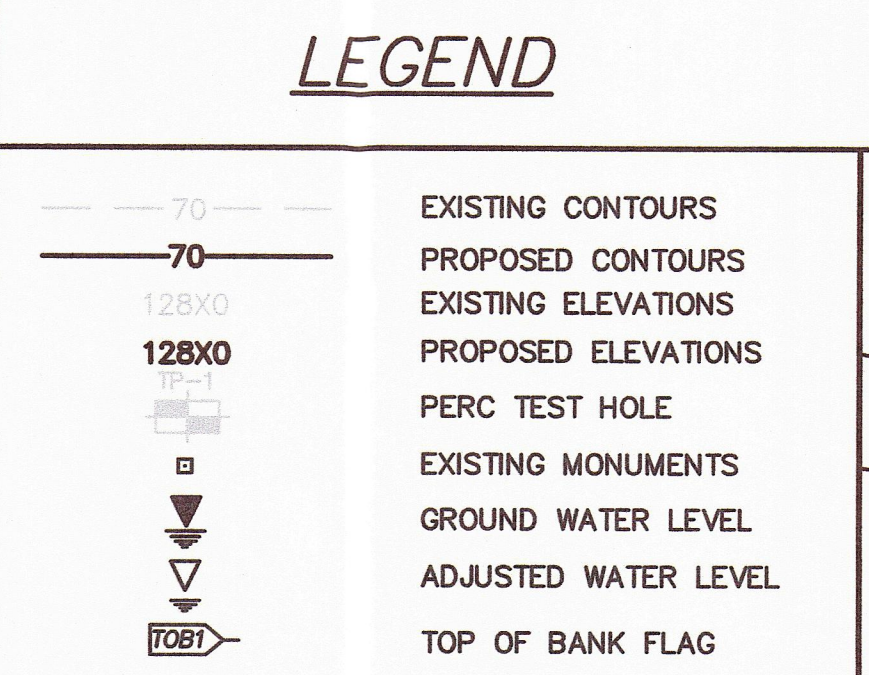 LEGEND
70 EXISTING CONTOURS
70 PROPOSED CONTOURS
128X0 EXISTING ELEVATIONS
128X0 PROPOSED ELEVATIONS
TP-1
PERC TEST HOLE
EXISTING MONUMENTS
GROUND WATER LEVEL
ADJUSTED WATER LEVEL
TOB1 TOP OF BANK FLAG